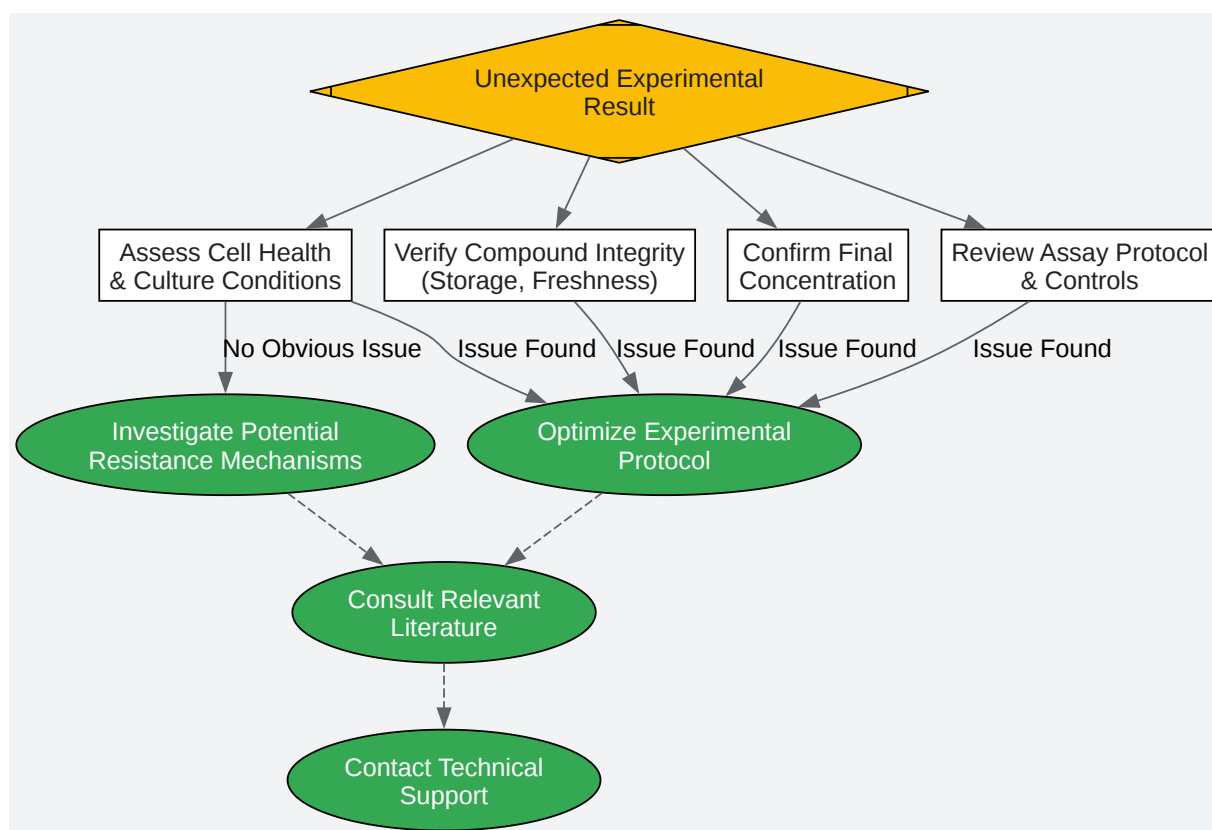 Unexpected Experimental
Result
Assess Cell Health
& Culture Conditions
Verify Compound Integrity
(Storage, Freshness)
Confirm Final
Concentration
Review Assay Protocol
& Controls
No Obvious Issue
Issue Found
Issue Found
Issue Found
Issue Found
Investigate Potential
Resistance Mechanisms
Optimize Experimental
Protocol
Consult Relevant
Literature
Contact Technical
Support